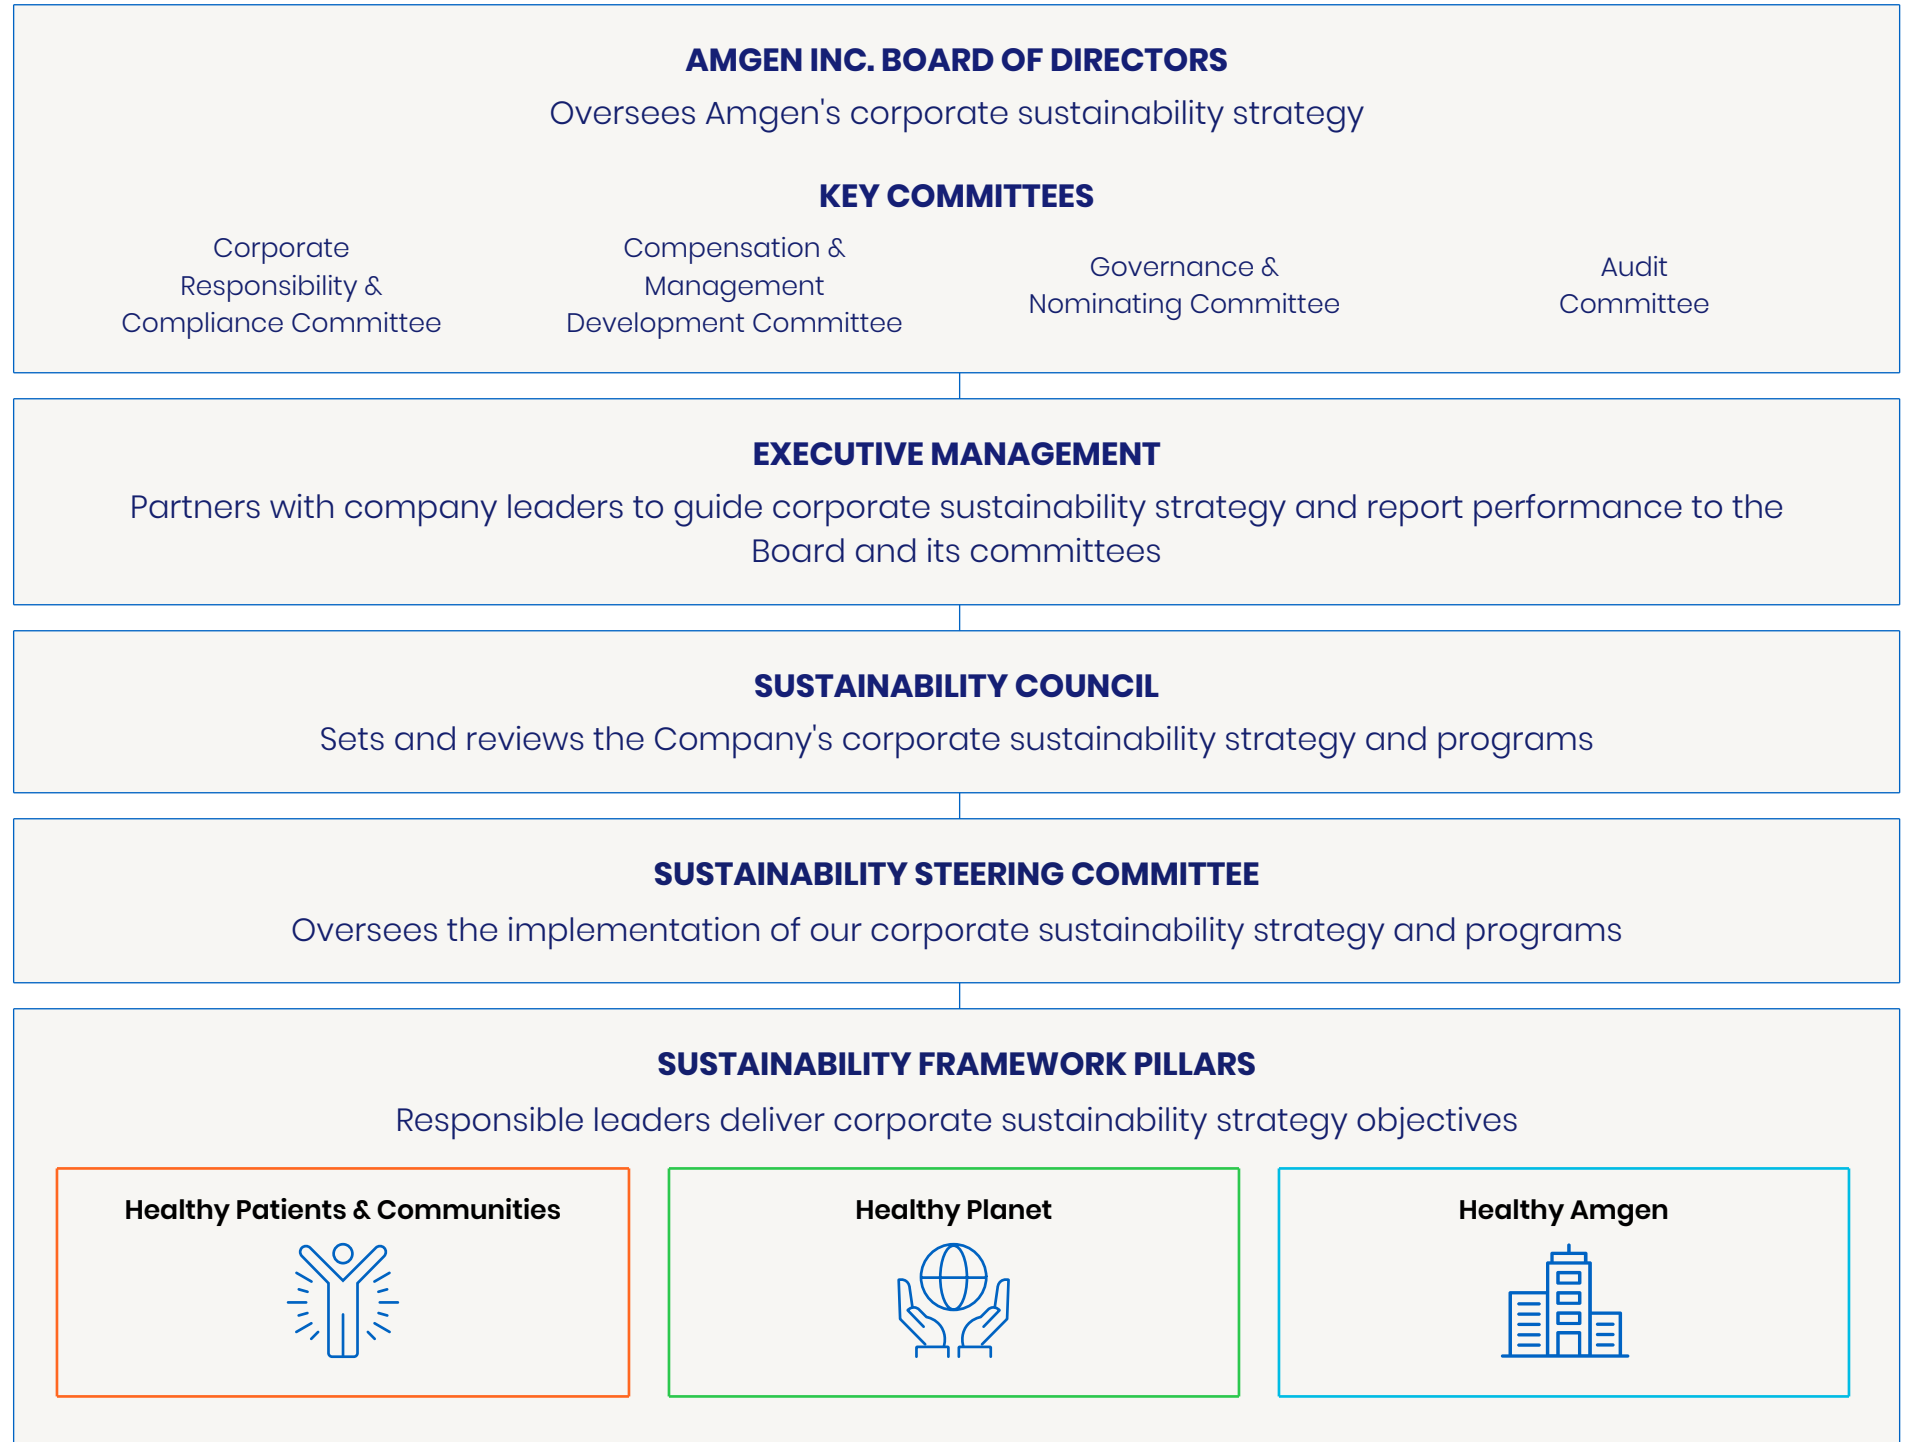 AMGEN INC. BOARD OF DIRECTORS
Oversees Amgen's corporate sustainability strategy
KEY COMMITTEES
Corporate
Responsibility &
Compliance Committee
Compensation &
Management
Development Committee
Governance &
Nominating Committee
Audit
Committee
EXECUTIVE MANAGEMENT
Partners with company leaders to guide corporate sustainability strategy and report performance to the
Board and its committees
SUSTAINABILITY COUNCIL
Sets and reviews the Company's corporate sustainability strategy and programs
SUSTAINABILITY STEERING COMMITTEE
Oversees the implementation of our corporate sustainability strategy and programs
SUSTAINABILITY FRAMEWORK PILLARS
Responsible leaders deliver corporate sustainability strategy objectives
Healthy Patients & Communities
Healthy Planet
Healthy Amgen